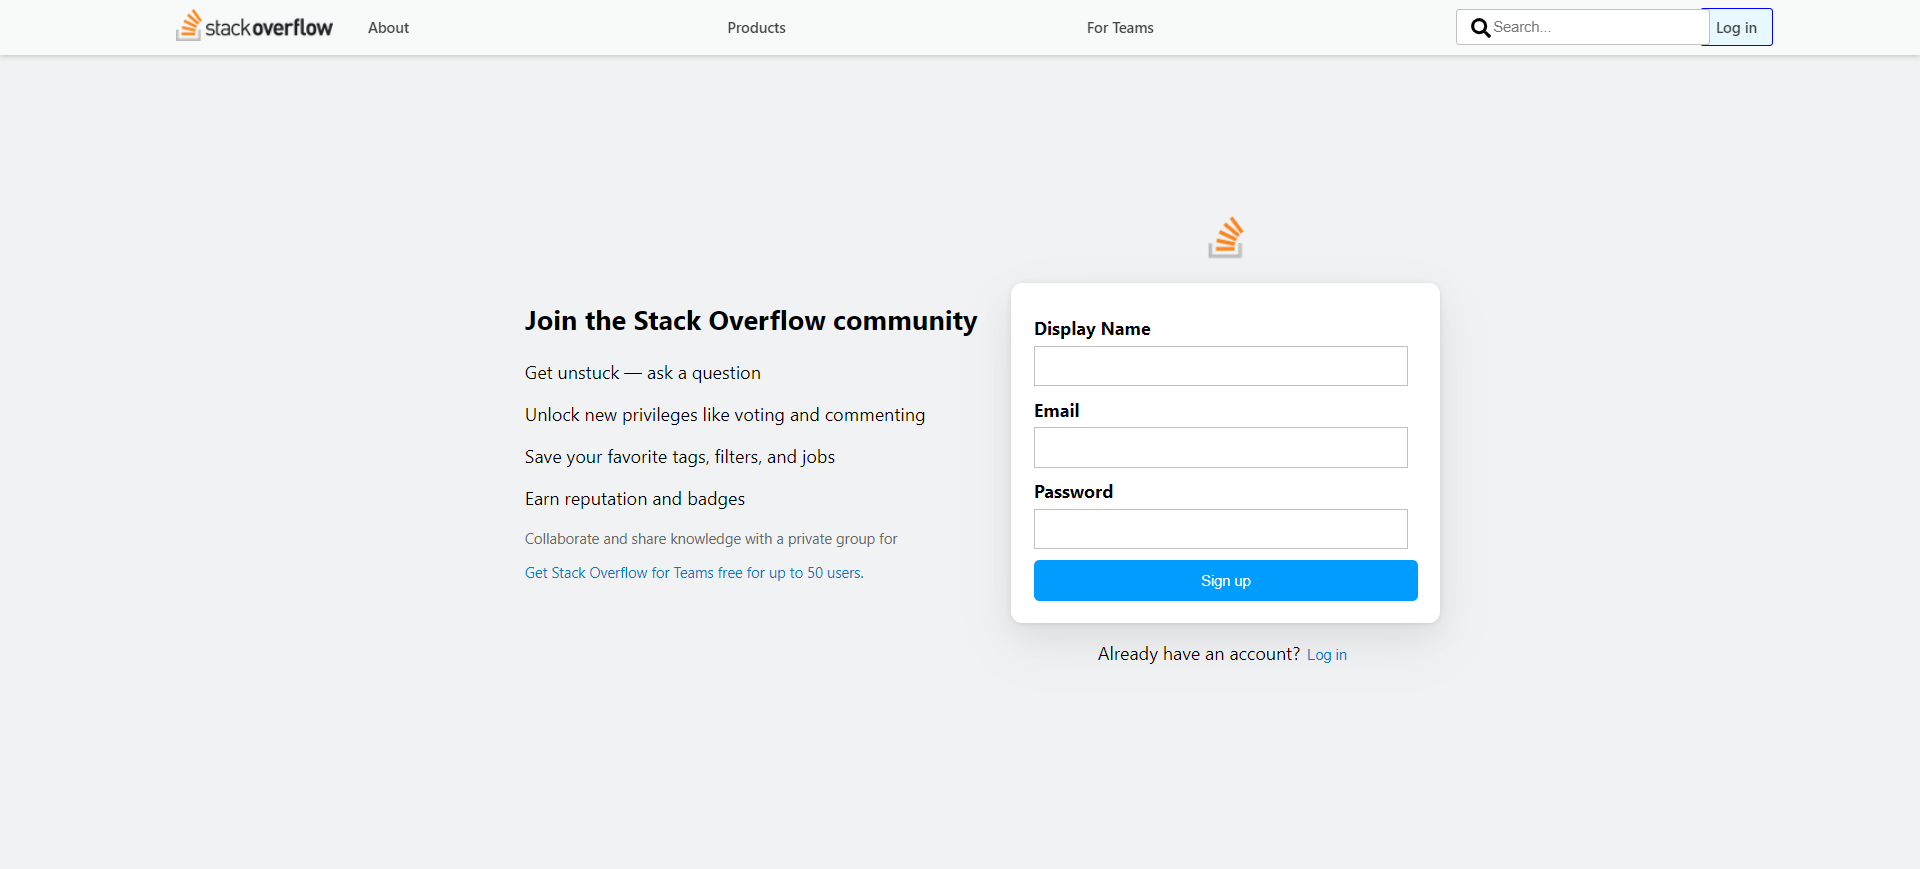 stackoverflow About Products For Teams Search... Log in
Join the Stack Overflow community
Get unstuck — ask a question
Unlock new privileges like voting and commenting
Save your favorite tags, filters, and jobs
Earn reputation and badges
Collaborate and share knowledge with a private group for
Get Stack Overflow for Teams free for up to 50 users.
Display Name
Email
Password
Sign up
Already have an account? Log in